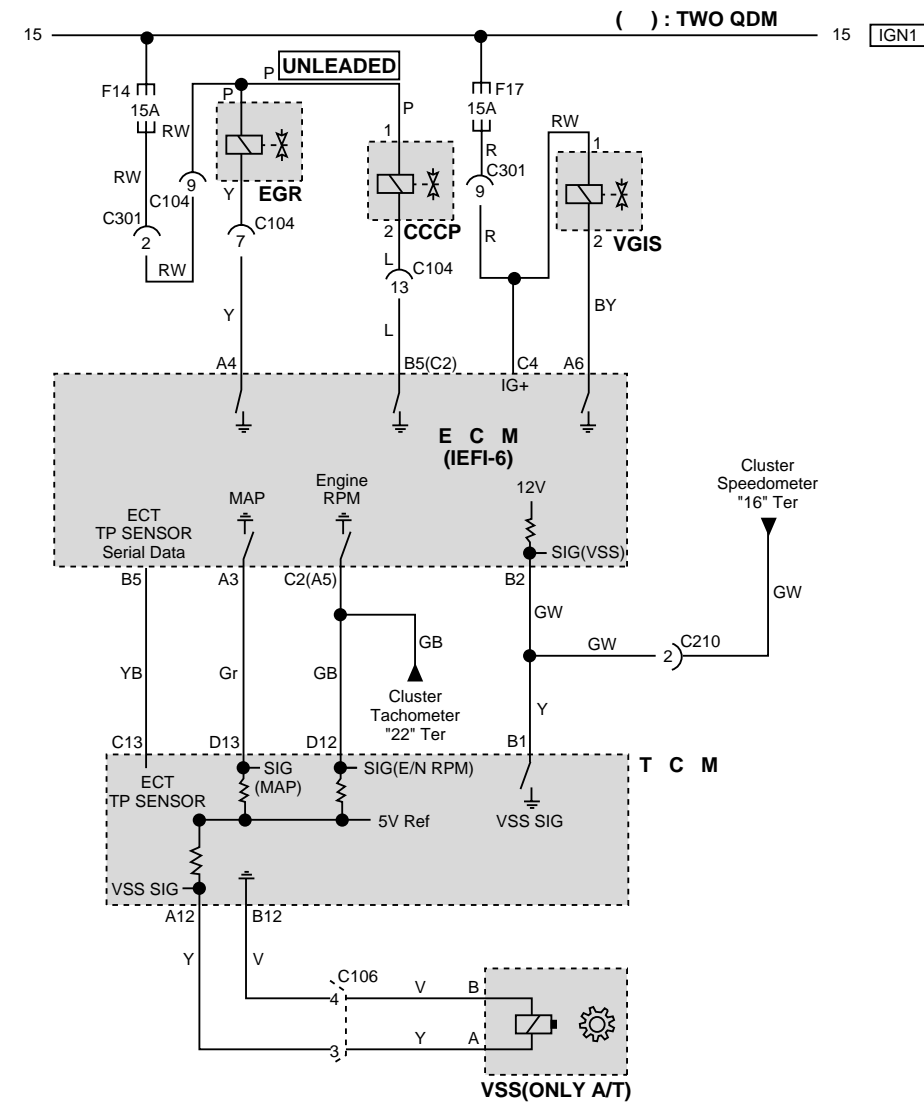 ( ) : TWO QDM
15
15
IGN1
UNLEADED
P
F14
15A
P
P
F17
15A
RW
RW
1
R
1
RW
9
EGR
C301
9
C104
Y
C301
2
C104
7
2
CCCP
R
2
VGIS
RW
L
C104
13
BY
Y
L
A4
B5(C2)
C4
A6
IG+
E C M
(IEFI-6)
Engine
RPM
MAP
12V
Cluster
Speedometer
"16" Ter
ECT
TP SENSOR
Serial Data
SIG(VSS)
B5
A3
C2(A5)
B2
GW
GW
GB
GW
2
C210
YB
Gr
GB
Cluster
Tachometer
"22" Ter
Y
C13
D13
D12
B1
T C M
SIG
(MAP)
SIG(E/N RPM)
ECT
TP SENSOR
5V Ref
VSS SIG
VSS SIG
A12
B12
Y
V
C106
4
V
B
3
Y
A
VSS(ONLY A/T)